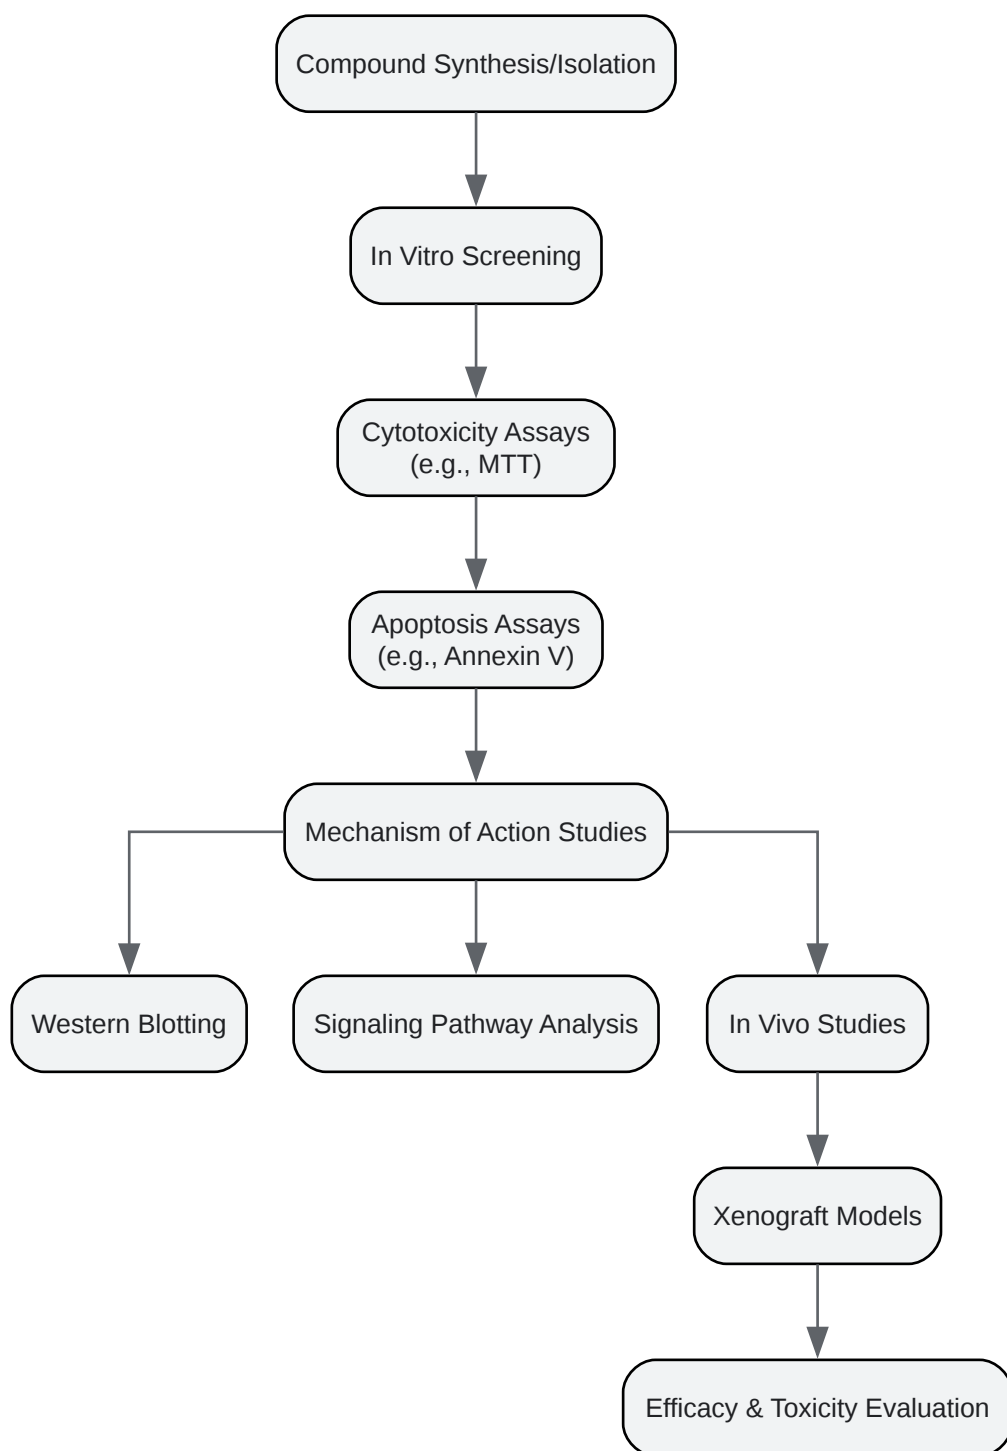 Compound Synthesis/Isolation
In Vitro Screening
Cytotoxicity Assays
(e.g., MTT)
Apoptosis Assays
(e.g., Annexin V)
Mechanism of Action Studies
Western Blotting
Signaling Pathway Analysis
In Vivo Studies
Xenograft Models
Efficacy & Toxicity Evaluation